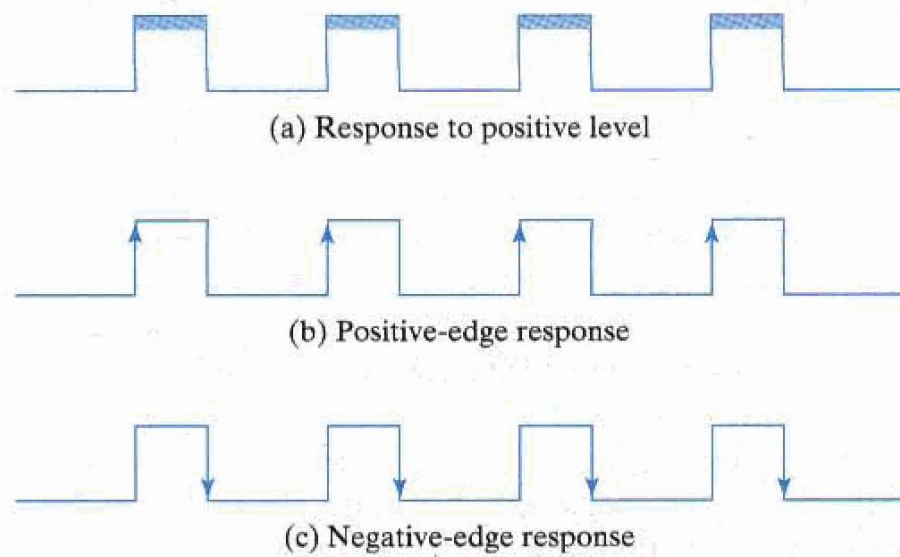 (a) Response to positive level
(b) Positive-edge response
(c) Negative-edge response